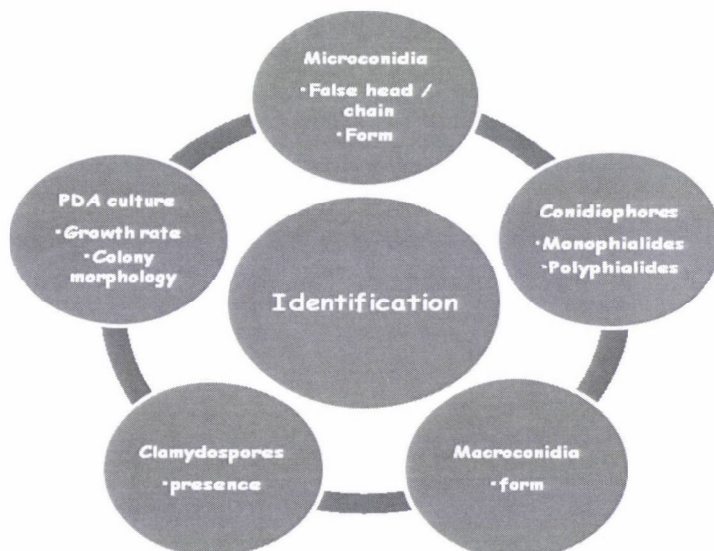 Microconidia
•False head /
chain
•Form
Conidiophores
•Monophialides
•Polyphialides
Macroconidia
•form
Clamydospores
•presence
PDA culture
•Growth rate
•Colony
morphology
Identification